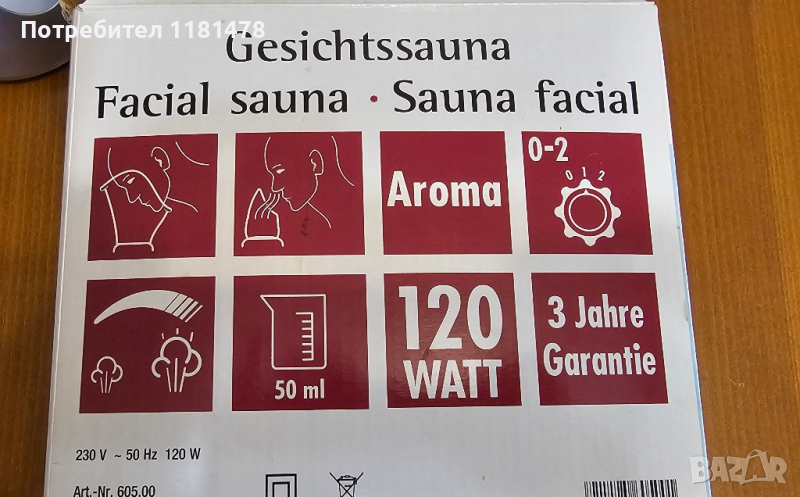 Потребител 1181478
Gesichtssauna
Facial sauna · Sauna facial
Aroma
0-2
0 1 2
50 ml
120
WATT
3 Jahre
Garantie
230 V ~ 50 Hz 120 W
Art.-Nr. 605.00
BAZAR